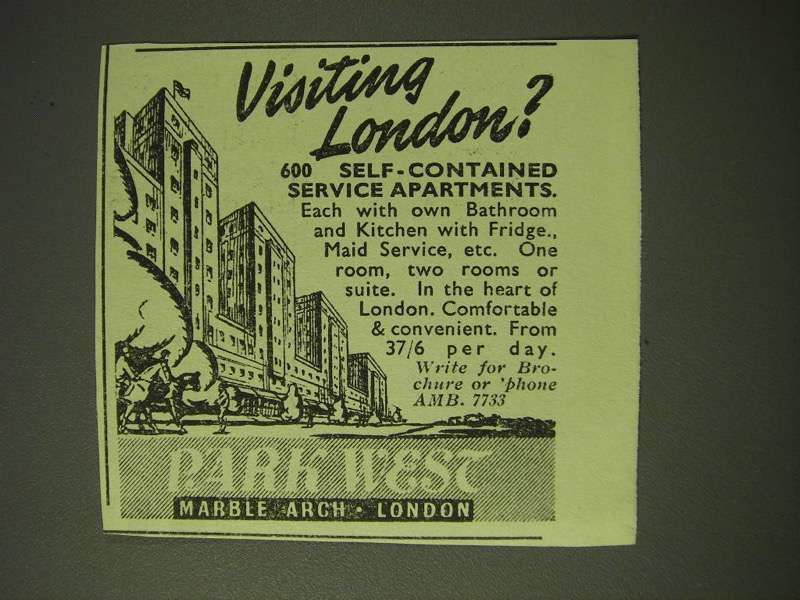 Visiting
London?
600 SELF-CONTAINED
SERVICE APARTMENTS.
Each with own Bathroom
and Kitchen with Fridge.,
Maid Service, etc. One
room, two rooms or
suite. In the heart of
London. Comfortable
& convenient. From
37/6 per day.
Write for Bro-
chure or 'phone
AMB. 7733
PARK WEST
MARBLE ARCH • LONDON